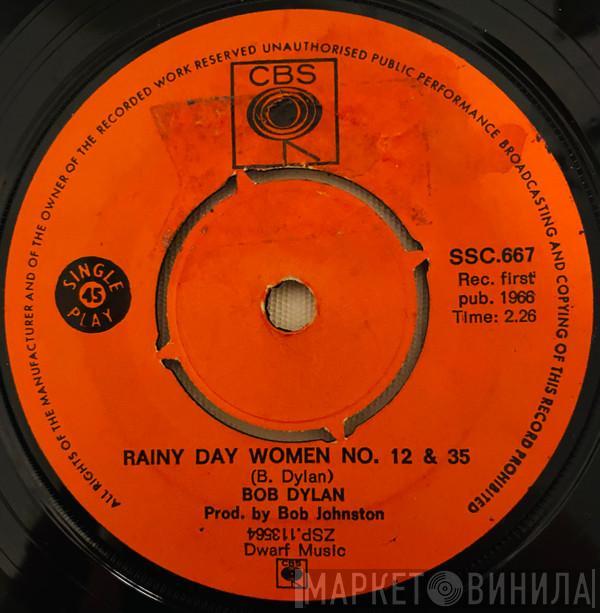 ALL RIGHTS OF THE MANUFACTURER AND OF THE OWNER OF THE RECORDED WORK RESERVED UNAUTHORISED PUBLIC PERFORMANCE BROADCASTING AND COPYING OF THIS RECORD PROHIBITED
CBS
SINGLE
45
PLAY
SSC.667
Rec. first
pub. 1966
Time: 2.26
RAINY DAY WOMEN NO. 12 & 35
(B. Dylan)
BOB DYLAN
Prod. by Bob Johnston
ZSP.113564
Dwarf Music
CBS
МАРКЕТ ВИНИЛА